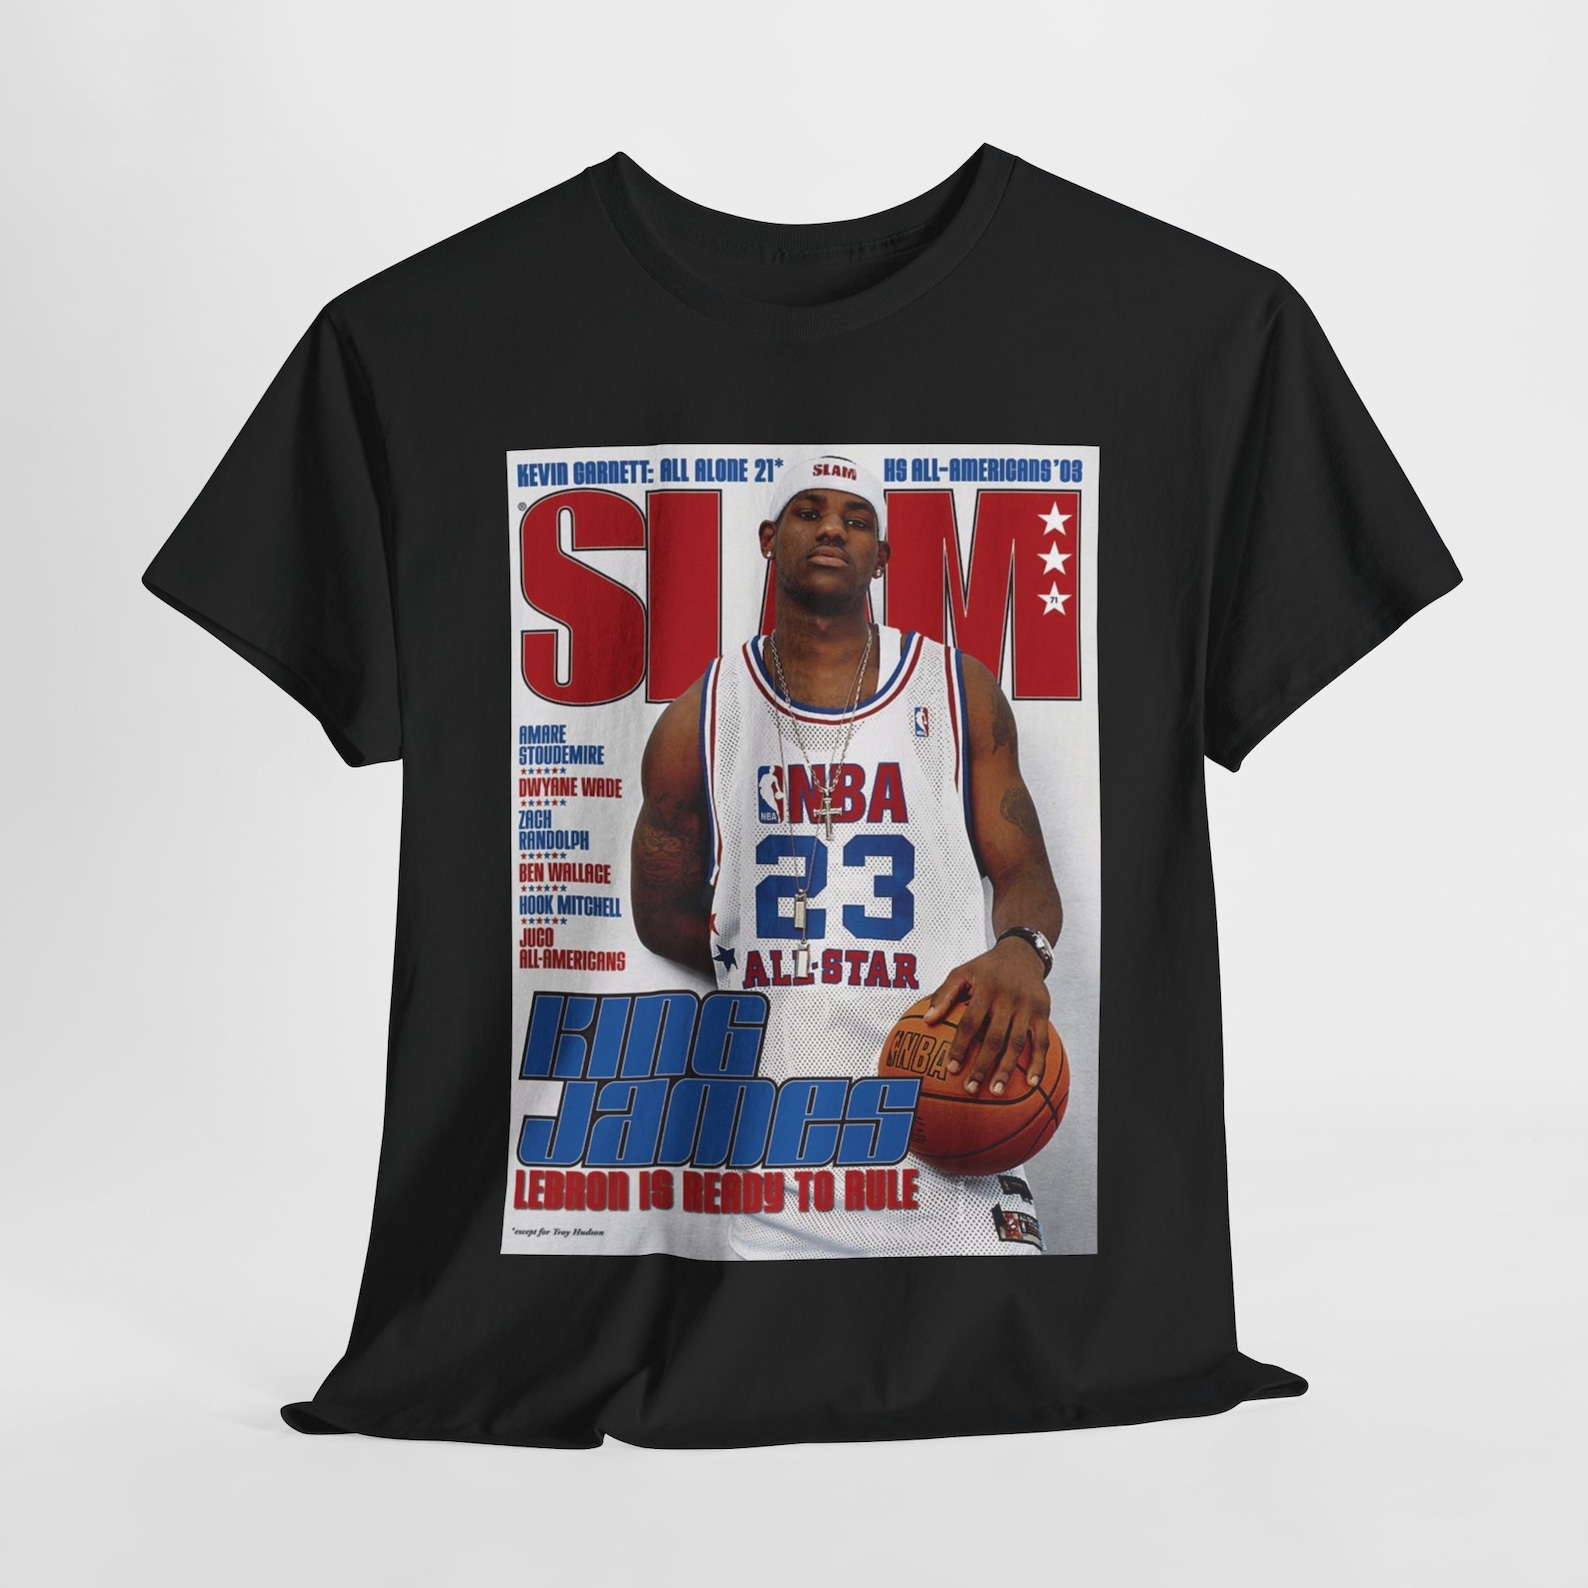 KEVIN GARNETT: ALL ALONE 21*
HS ALL-AMERICANS '03
SLAM
®
SLAM
71
AMARE
STOUDEMIRE
DWYANE WADE
ZACH
RANDOLPH
BEN WALLACE
HOOK MITCHELL
JUCO
ALL-AMERICANS
NBA
NBA
23
ALL-STAR
NBA
KING
JAMES
LEBRON IS READY TO RULE
*except for Troy Hudson